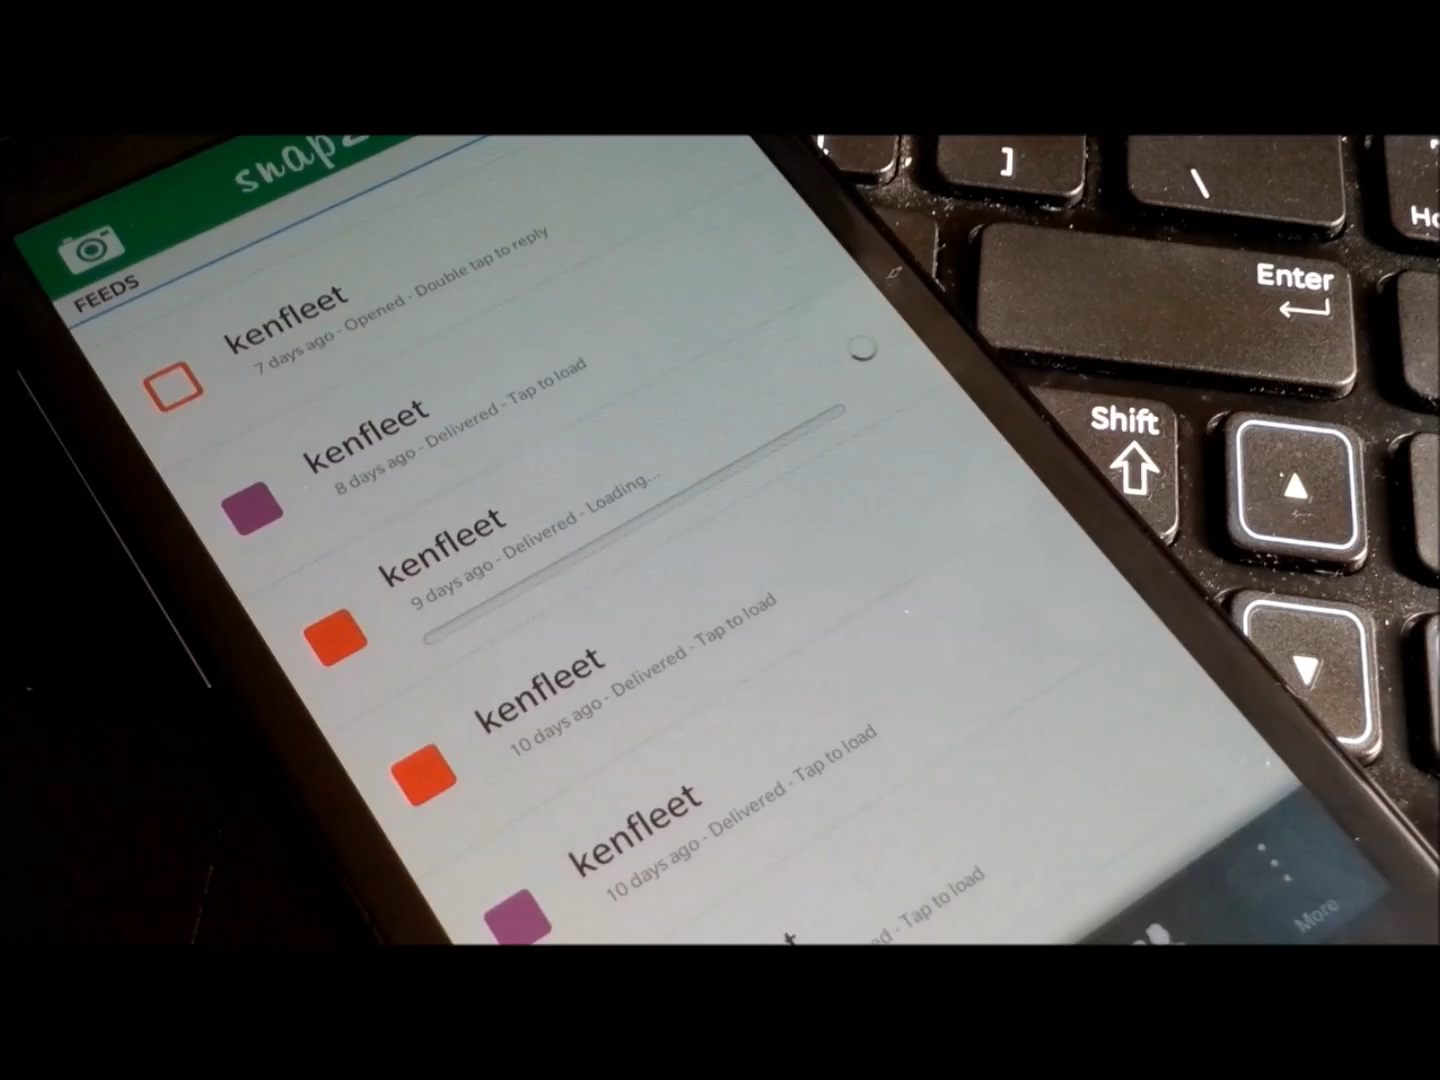 snap2
FEEDS
kenfleet
7 days ago - Opened - Double tap to reply
kenfleet
8 days ago - Delivered - Tap to load
kenfleet
9 days ago - Delivered - Loading...
kenfleet
10 days ago - Delivered - Tap to load
kenfleet
10 days ago - Delivered - Tap to load
ed - Tap to load
More
]
\
Enter
Shift